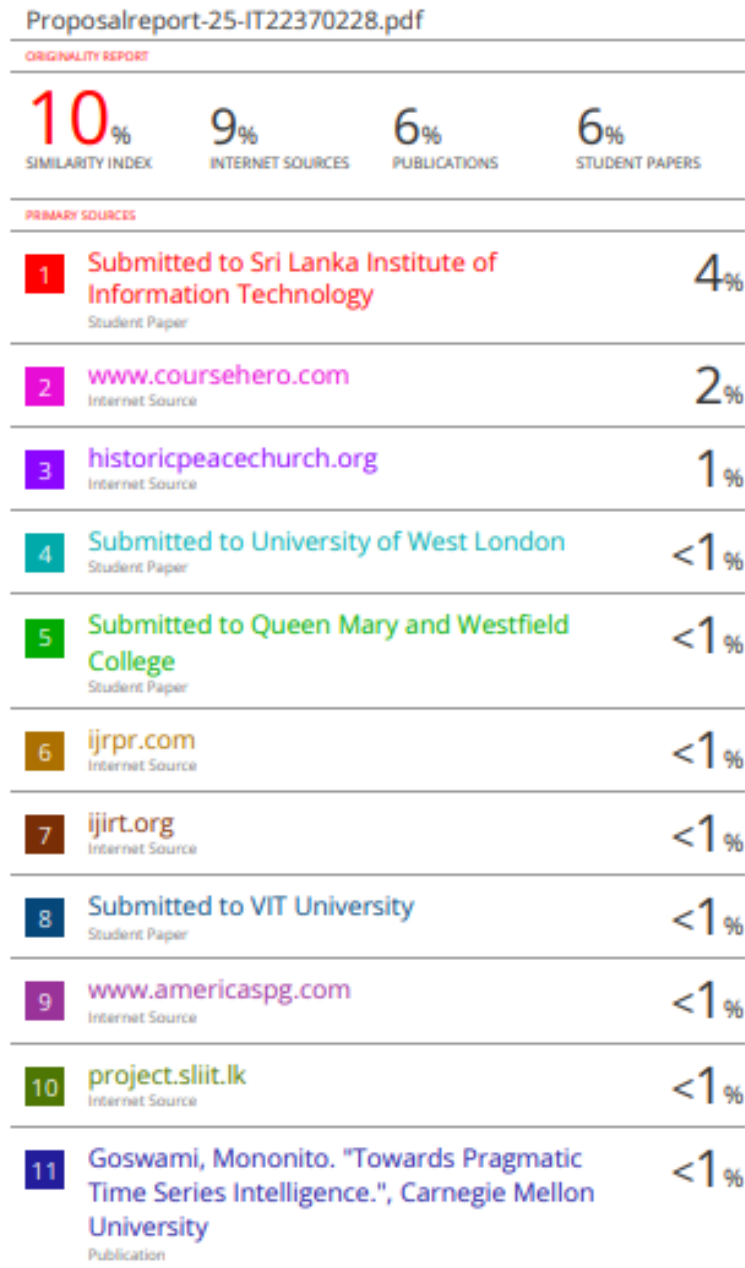 Proposalreport-25-IT22370228.pdf
ORIGINALITY REPORT
10% 9% 6% 6%
SIMILARITY INDEX INTERNET SOURCES PUBLICATIONS STUDENT PAPERS
PRIMARY SOURCES
1 Submitted to Sri Lanka Institute of 4%
Information Technology
Student Paper
2 www.coursehero.com 2%
Internet Source
3 historicpeacechurch.org 1%
Internet Source
4 Submitted to University of West London <1%
Student Paper
5 Submitted to Queen Mary and Westfield <1%
College
Student Paper
6 ijrpr.com <1%
Internet Source
7 ijirt.org <1%
Internet Source
8 Submitted to VIT University <1%
Student Paper
9 www.americaspg.com <1%
Internet Source
10 project.sliit.lk <1%
Internet Source
11 Goswami, Mononito. "Towards Pragmatic <1%
Time Series Intelligence.", Carnegie Mellon
University
Publication